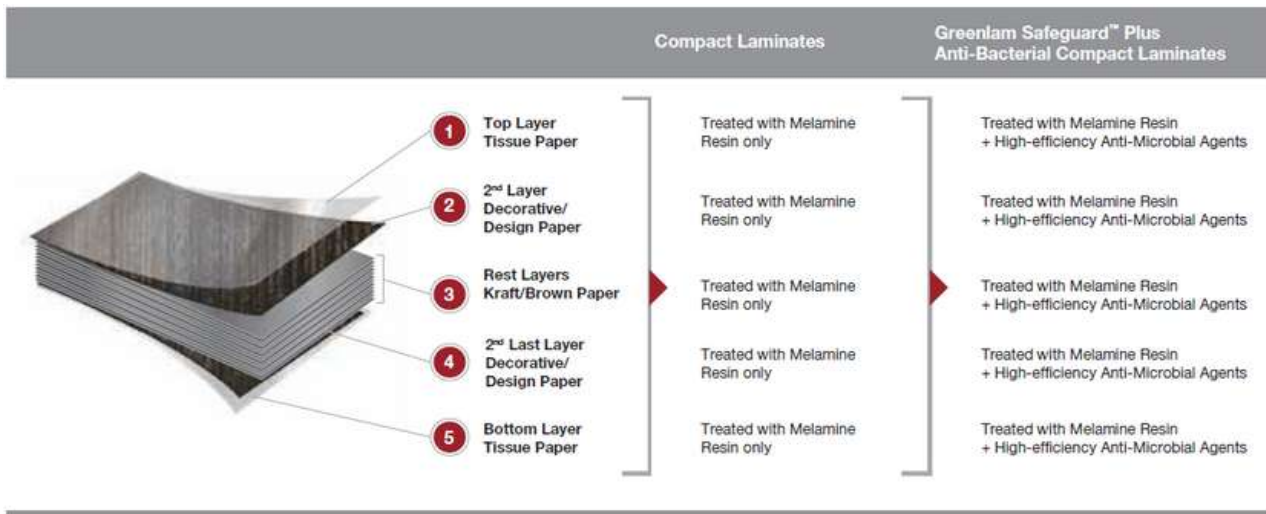 Compact Laminates
Greenlam Safeguard™ Plus
Anti-Bacterial Compact Laminates
1
Top Layer
Tissue Paper
Treated with Melamine
Resin only
Treated with Melamine Resin
+ High-efficiency Anti-Microbial Agents
2
2nd Layer
Decorative/
Design Paper
Treated with Melamine
Resin only
Treated with Melamine Resin
+ High-efficiency Anti-Microbial Agents
3
Rest Layers
Kraft/Brown Paper
Treated with Melamine
Resin only
Treated with Melamine Resin
+ High-efficiency Anti-Microbial Agents
4
2nd Last Layer
Decorative/
Design Paper
Treated with Melamine
Resin only
Treated with Melamine Resin
+ High-efficiency Anti-Microbial Agents
5
Bottom Layer
Tissue Paper
Treated with Melamine
Resin only
Treated with Melamine Resin
+ High-efficiency Anti-Microbial Agents